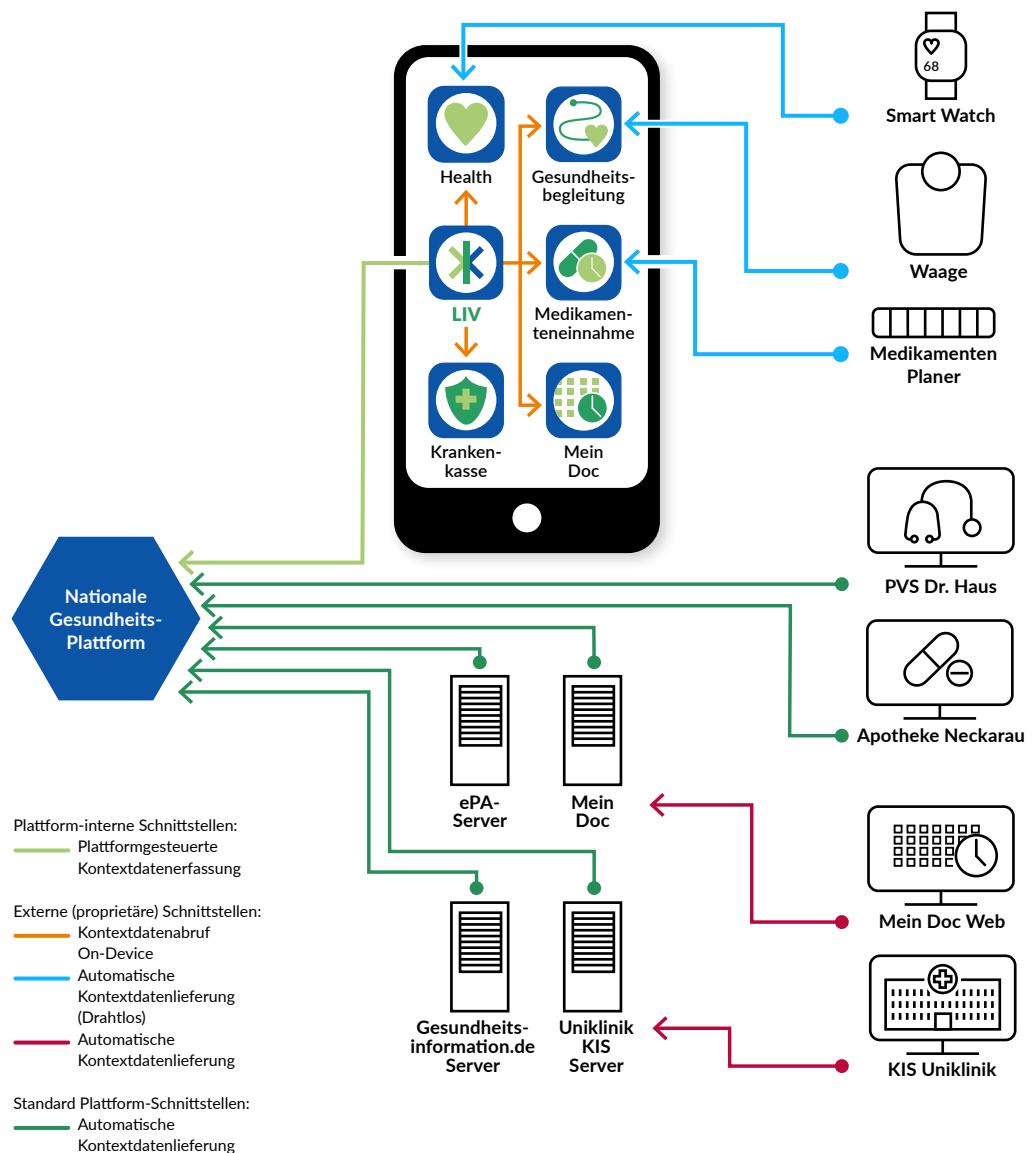 68
Smart Watch
Waage
Medikamenten
Planer
Health
Gesundheits-
begleitung
LIV
Medikamen-
teneinnahme
Kranken-
kasse
Mein
Doc
PVS Dr. Haus
Nationale
Gesundheits-
Plattform
Apotheke Neckarau
ePA-
Server
Mein
Doc
Mein Doc Web
Gesundheits-
information.de
Server
Uniklinik
KIS
Server
KIS Uniklinik
Plattform-interne Schnittstellen:
Plattformgesteuerte
Kontextdatenerfassung
Externe (proprietäre) Schnittstellen:
Kontextdatenabruf
On-Device
Automatische
Kontextdatenlieferung
(Drahtlos)
Automatische
Kontextdatenlieferung
Standard Plattform-Schnittstellen:
Automatische
Kontextdatenlieferung